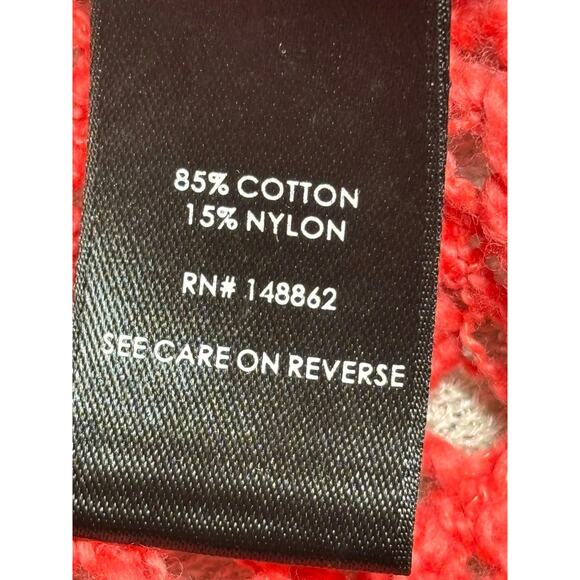 85% COTTON
15% NYLON
RN# 148862
SEE CARE ON REVERSE